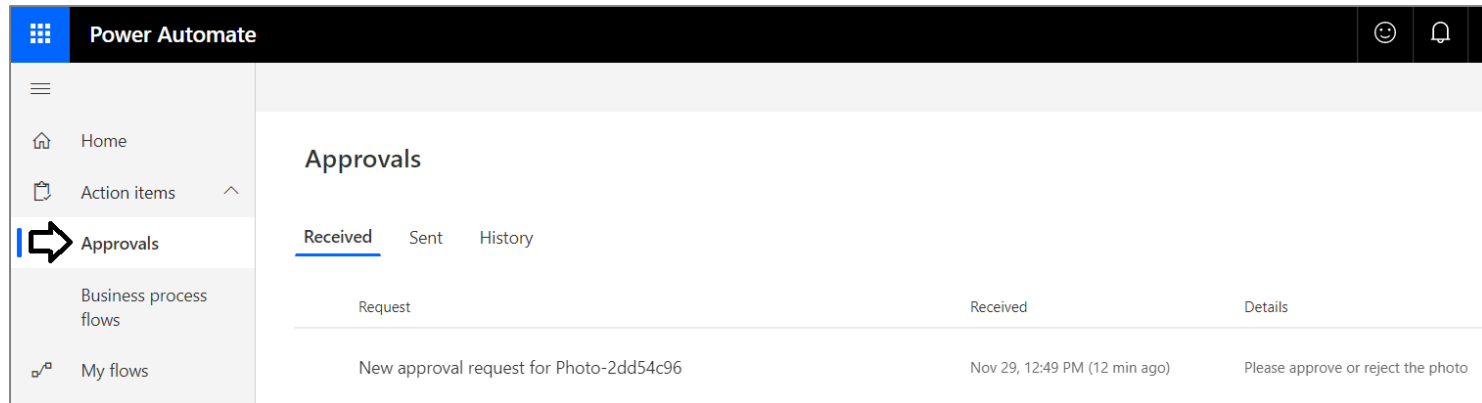 Power Automate
Home
Action items
Approvals
Business process
flows
My flows
Approvals
Received Sent History
Request Received Details
New approval request for Photo-2dd54c96 Nov 29, 12:49 PM (12 min ago) Please approve or reject the photo